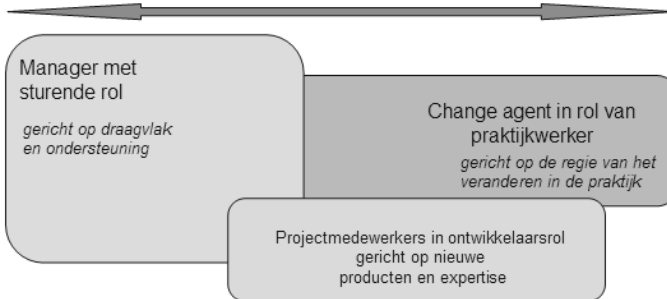 Manager met
sturende rol
gericht op draagvlak
en ondersteuning
Change agent in rol van
praktijkwerker
gericht op de regie van het
veranderen in de praktijk
Projectmedewerkers in ontwikkelaarsrol
gericht op nieuwe
producten en expertise